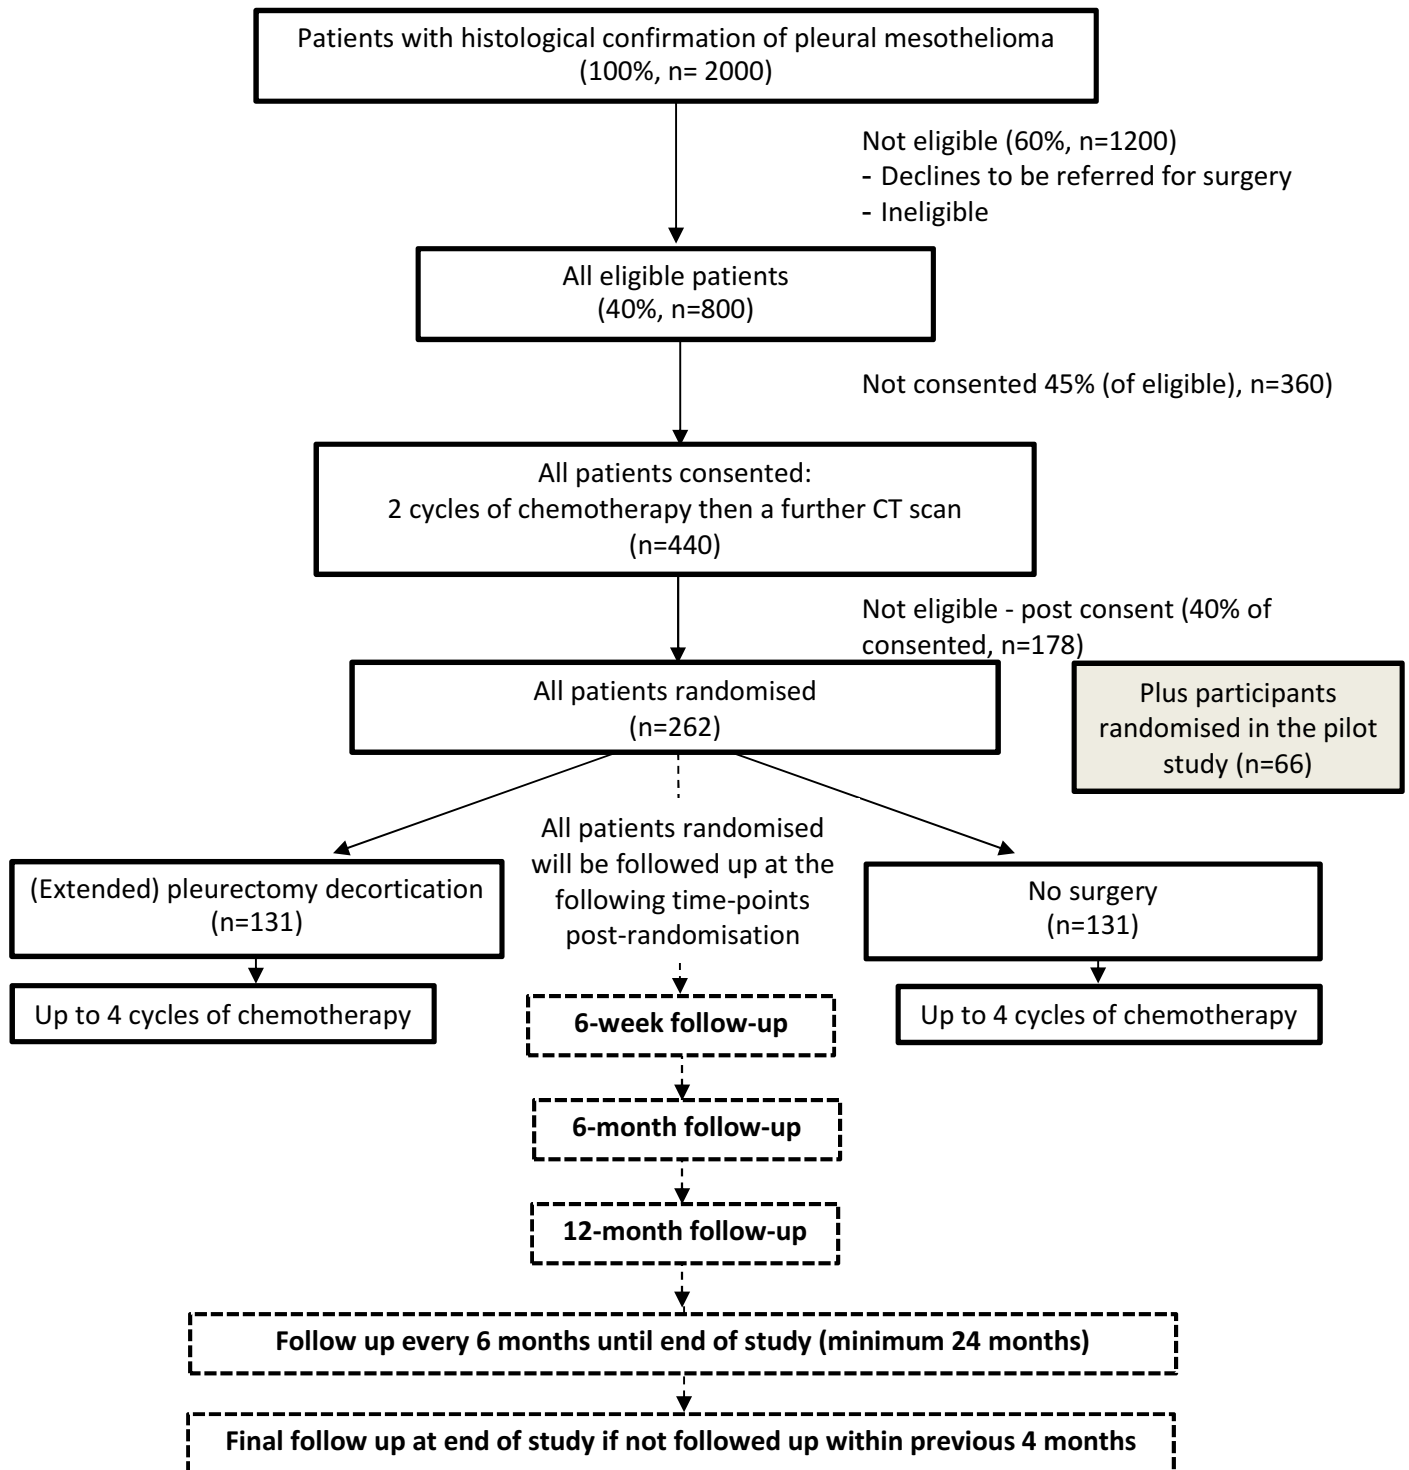 Patients with histological confirmation of pleural mesothelioma
(100%, n= 2000)
Not eligible (60%, n=1200)
- Declines to be referred for surgery
- Ineligible
All eligible patients
(40%, n=800)
Not consented 45% (of eligible), n=360)
All patients consented:
2 cycles of chemotherapy then a further CT scan
(n=440)
Not eligible - post consent (40% of
consented, n=178)
All patients randomised
(n=262)
Plus participants
randomised in the pilot
study (n=66)
All patients randomised
will be followed up at the
following time-points
post-randomisation
(Extended) pleurectomy decortication
(n=131)
No surgery
(n=131)
Up to 4 cycles of chemotherapy
Up to 4 cycles of chemotherapy
6-week follow-up
6-month follow-up
12-month follow-up
Follow up every 6 months until end of study (minimum 24 months)
Final follow up at end of study if not followed up within previous 4 months